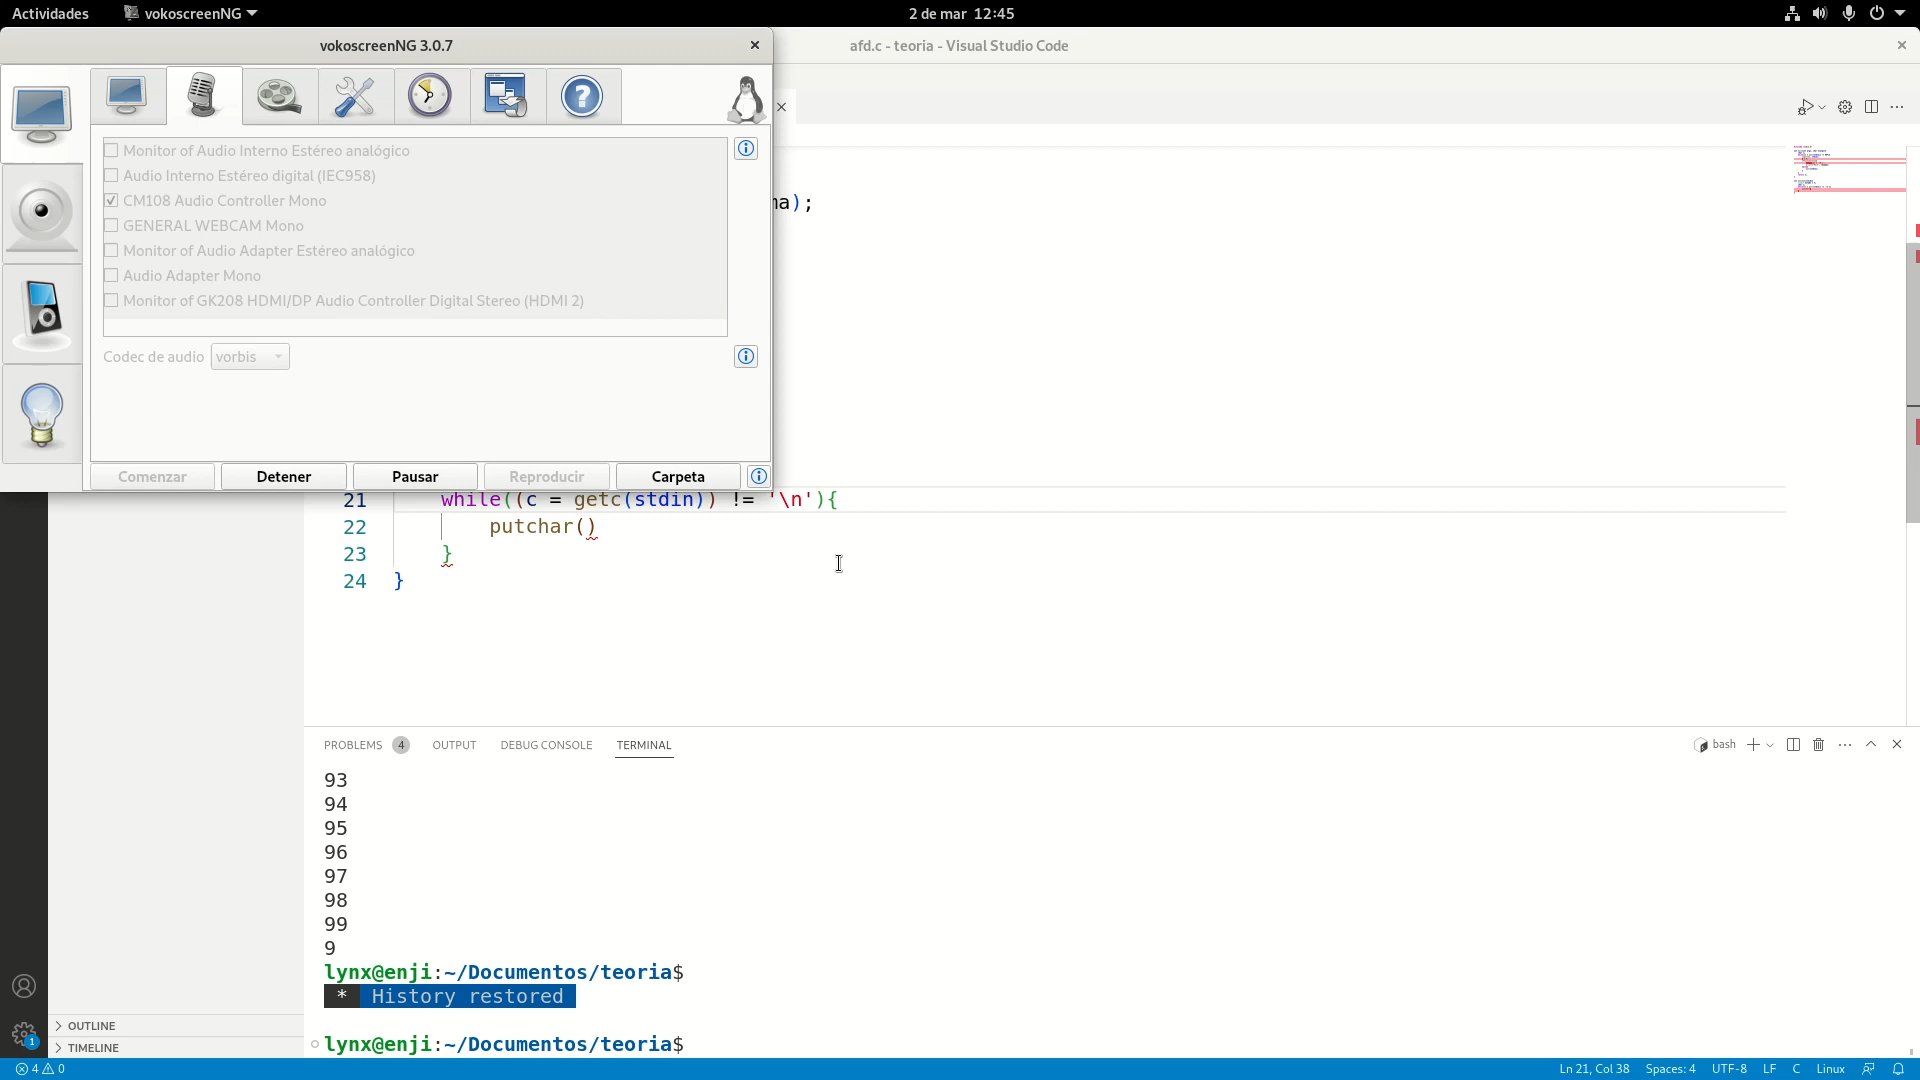 Actividades
vokoscreenNG
2 de mar 12:45
vokoscreenNG 3.0.7
afd.c - teoria - Visual Studio Code
Monitor of Audio Interno Estéreo analógico
Audio Interno Estéreo digital (IEC958)
CM108 Audio Controller Mono
GENERAL WEBCAM Mono
Monitor of Audio Adapter Estéreo analógico
Audio Adapter Mono
Monitor of GK208 HDMI/DP Audio Controller Digital Stereo (HDMI 2)
Codec de audio vorbis
Comenzar Detener Pausar Reproducir Carpeta
ma);
21 while((c = getc(stdin)) != '\n'){
22 putchar()
23 }
24 }
PROBLEMS 4 OUTPUT DEBUG CONSOLE TERMINAL
bash
93
94
95
96
97
98
99
9
lynx@enji:~/Documentos/teoria$
* History restored
lynx@enji:~/Documentos/teoria$
OUTLINE
1
TIMELINE
4 0
Ln 21, Col 38 Spaces: 4 UTF-8 LF C Linux